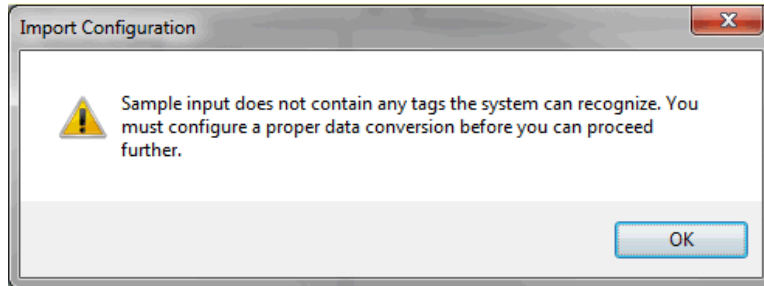 Import Configuration
Sample input does not contain any tags the system can recognize. You
must configure a proper data conversion before you can proceed
further.
OK